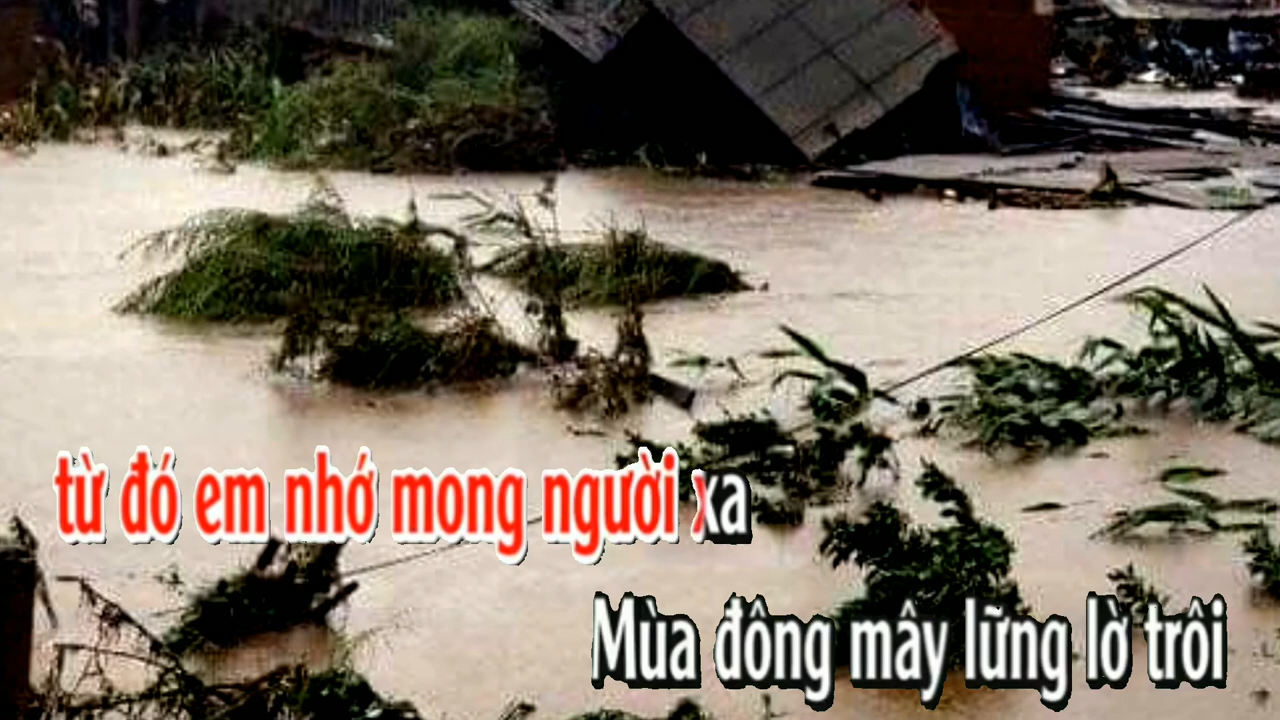 từ đó em nhớ mong người xa
Mùa đông mây lững lờ trôi